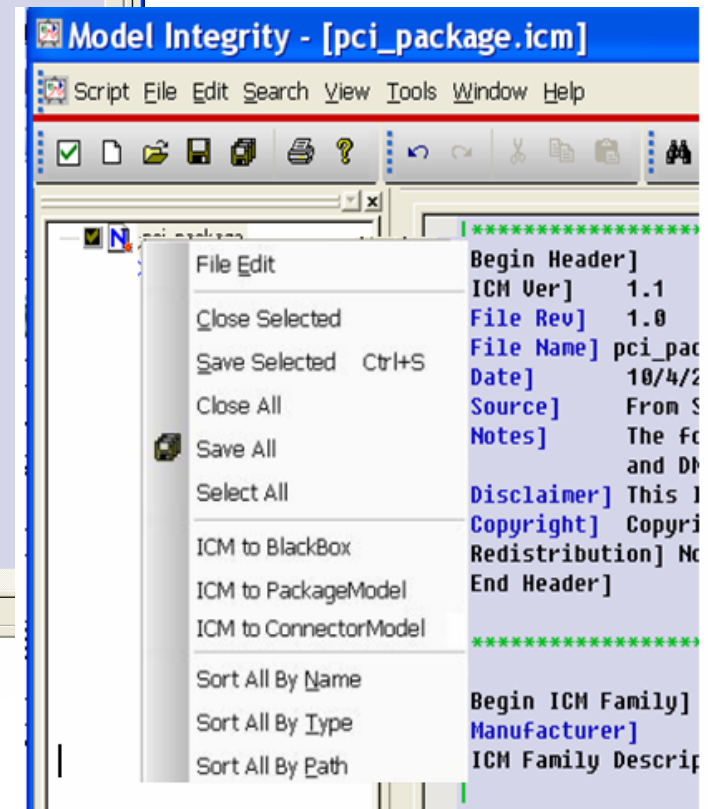 Model Integrity - [pci_package.icm]
Script File Edit Search View Tools Window Help
pci_package
File Edit
Close Selected
Save Selected Ctrl+S
Close All
Save All
Select All
ICM to BlackBox
ICM to PackageModel
ICM to ConnectorModel
Sort All By Name
Sort All By Type
Sort All By Path
|*******************
Begin Header]
ICM Ver] 1.1
File Rev] 1.0
File Name] pci_pac
Date] 10/4/2
Source] From S
Notes] The fo
and DM
Disclaimer] This I
Copyright] Copyri
Redistribution] No
End Header]
*******************
Begin ICM Family]
Manufacturer]
ICM Family Descrip